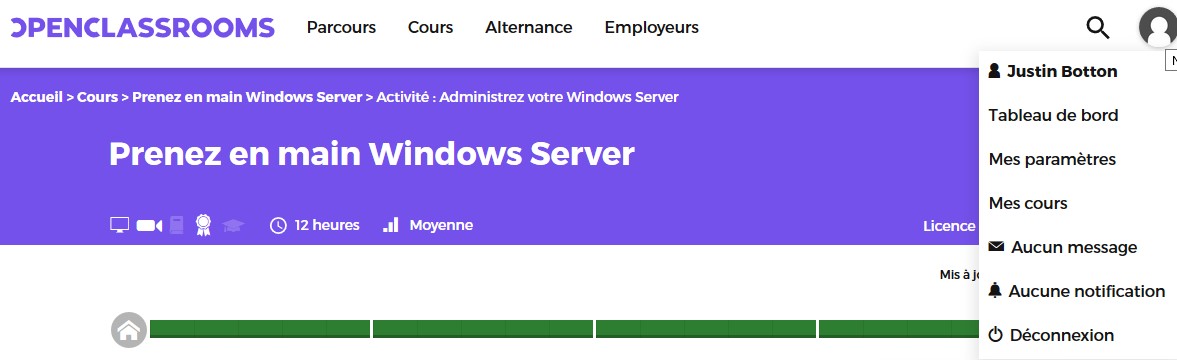 OPENCLASSROOMS Parcours Cours Alternance Employeurs
N
Justin Botton
Accueil > Cours > Prenez en main Windows Server > Activité : Administrez votre Windows Server
Tableau de bord
Prenez en main Windows Server
Mes paramètres
Mes cours
12 heures Moyenne Licence
Aucun message
Mis à jo
Aucune notification
Déconnexion